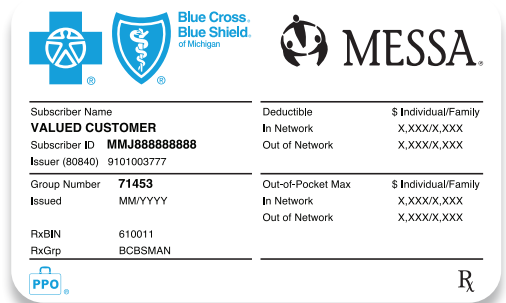 Blue Cross®
Blue Shield®
of Michigan
® ®
MESSA®
Subscriber Name
VALUED CUSTOMER
Subscriber ID MMJ888888888
Issuer (80840) 9101003777
Group Number 71453
Issued MM/YYYY
RxBIN 610011
RxGrp BCBSMAN
Deductible $ Individual/Family
In Network X,XXX/X,XXX
Out of Network X,XXX/X,XXX
Out-of-Pocket Max $ Individual/Family
In Network X,XXX/X,XXX
Out of Network X,XXX/X,XXX
PPO®
Rx